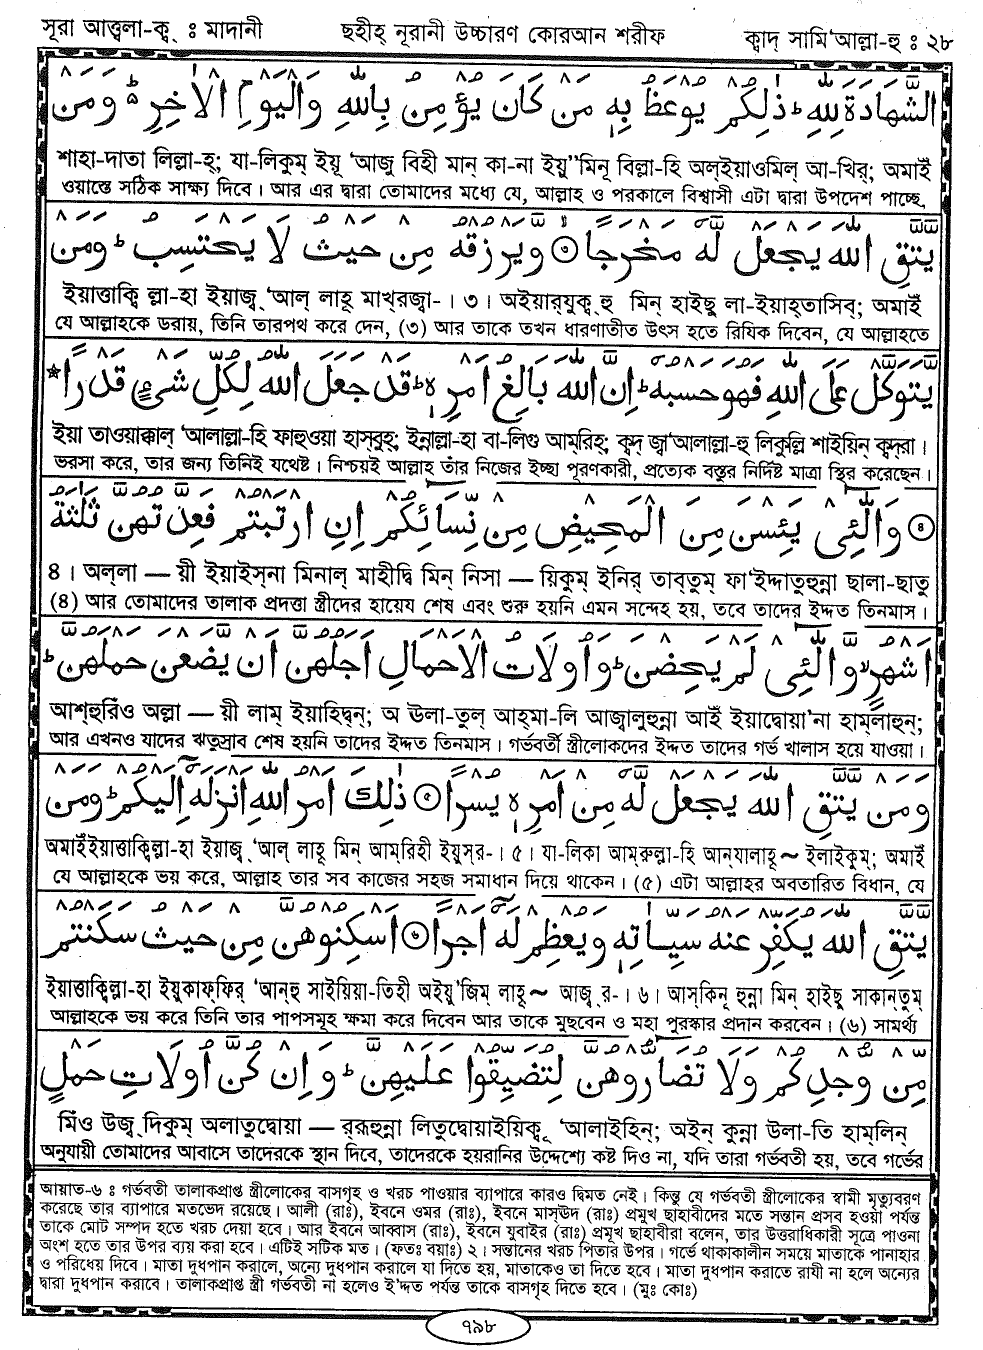 সূরা আত্ত্বলা-ক্ব্ : মাদানী
ছহীহ্ নূরানী উচ্চারণ কোরআন শরীফ
ক্বাদ্ সামি'আল্লা-হু : ২৮
الشَّهَادَةَ لِلّٰهِ ؕ ذٰلِكُمْ يُوْعَظُ بِهٖ مَنْ كَانَ يُؤْمِنُ بِاللّٰهِ وَالْيَوْمِ الْاٰخِرِ ؕ وَمَنْ
শাহা-দাতা লিল্লা-হ্; যা-লিকুম্ ইয়ূ 'আজু বিহী মান্ কা-না ইয়ু"মিনূ বিল্লা-হি অল্ইয়াওমিল্ আ-খির্; অমাইঁ
ওয়াস্তে সঠিক সাক্ষ্য দিবে। আর এর দ্বারা তোমাদের মধ্যে যে, আল্লাহ ও পরকালে বিশ্বাসী এটা দ্বারা উপদেশ পাচ্ছে,
يَّتَّقِ اللّٰهَ يَجْعَلْ لَّهٗ مَخْرَجًا ۝٣ وَّيَرْزُقْهُ مِنْ حَيْثُ لَا يَحْتَسِبُ ؕ وَمَنْ
ইয়াত্তাক্বি ল্লা-হা ইয়াজ্ব্ 'আল্ লাহূ মাখ্রজ্বা-। ৩। অইয়ার্যুক্ব্ হু মিন্ হাইছু লা-ইয়াহ্তাসিব্; অমাইঁ
যে আল্লাহকে ডরায়, তিনি তারপথ করে দেন, (৩) আর তাকে তখন ধারণাতীত উৎস হতে রিযিক দিবেন, যে আল্লাহতে
يَّتَوَكَّلْ عَلَى اللّٰهِ فَهُوَ حَسْبُهٗ ؕ اِنَّ اللّٰهَ بَالِغُ اَمْرِهٖ ؕ قَدْ جَعَلَ اللّٰهُ لِكُلِّ شَيْءٍ قَدْرًا ★
ইয়া তাওয়াক্কাল্ 'আলাল্লা-হি ফাহুওয়া হাস্বুহ্; ইন্নাল্লা-হা বা-লিগু আম্রিহ্; ক্বদ্ জ্বা'আলাল্লা-হু লিকুল্লি শাইয়িন্ ক্বদ্রা।
ভরসা করে, তার জন্য তিনিই যথেষ্ট। নিশ্চয়ই আল্লাহ তাঁর নিজের ইচ্ছা পূরণকারী, প্রত্যেক বস্তুর নির্দিষ্ট মাত্রা স্থির করেছেন।
۝٤ وَالّٰٓئِيْ يَئِسْنَ مِنَ الْمَحِيْضِ مِنْ نِّسَآئِكُمْ اِنِ ارْتَبْتُمْ فَعِدَّتُهُنَّ ثَلٰثَةُ
৪। অল্লা — য়ী ইয়াইস্না মিনাল্ মাহীদ্বি মিন্ নিসা — য়িকুম্ ইনির্ তাব্তুম্ ফা'ইদ্দাতুহুন্না ছালা-ছাতু
(৪) আর তোমাদের তালাক প্রদত্তা স্ত্রীদের হায়েয শেষ এবং শুরু হয়নি এমন সন্দেহ হয়, তবে তাদের ইদ্দত তিনমাস।
اَشْهُرٍ ۙ وَّالّٰٓئِيْ لَمْ يَحِضْنَ ؕ وَاُولَاتُ الْاَحْمَالِ اَجَلُهُنَّ اَنْ يَّضَعْنَ حَمْلَهُنَّ ؕ
আশ্হুরিঁও অল্লা — য়ী লাম্ ইয়াহিদ্বন্; অ ঊলা-তুল্ আহ্মা-লি আজ্বালুহুন্না আইঁ ইয়াদ্বোয়া'না হাম্লাহুন্;
আর এখনও যাদের ঋতুস্রাব শেষ হয়নি তাদের ইদ্দত তিনমাস। গর্ভবর্তী স্ত্রীলোকদের ইদ্দত তাদের গর্ভ খালাস হয়ে যাওয়া।
وَمَنْ يَّتَّقِ اللّٰهَ يَجْعَلْ لَّهٗ مِنْ اَمْرِهٖ يُسْرًا ۝ ذٰلِكَ اَمْرُ اللّٰهِ اَنْزَلَهٗٓ اِلَيْكُمْ ؕ وَمَنْ
অমাইঁইয়াত্তাক্বিল্লা-হা ইয়াজ্ব্ 'আল্ লাহূ মিন্ আম্রিহী ইয়ুস্র-। ৫। যা-লিকা আম্রুল্লা-হি আন্যালাহূ ~ ইলাইকুম্; অমাইঁ
যে আল্লাহকে ভয় করে, আল্লাহ তার সব কাজের সহজ সমাধান দিয়ে থাকেন। (৫) এটা আল্লাহর অবতারিত বিধান, যে
يَّتَّقِ اللّٰهَ يُكَفِّرْ عَنْهُ سَيِّاٰتِهٖ وَيُعْظِمْ لَهٗٓ اَجْرًا ۝ اَسْكِنُوْهُنَّ مِنْ حَيْثُ سَكَنْتُمْ
ইয়াত্তাক্বিল্লা-হা ইয়ুকাফ্ফির্ 'আন্হু সাইয়িয়া-তিহী অইয়ু'জিম্ লাহূ ~ আজ্ব্ র-। ৬। আস্কিনূ হুন্না মিন্ হাইছু সাকান্তুম্
আল্লাহকে ভয় করে তিনি তার পাপসমূহ ক্ষমা করে দিবেন আর তাকে মুছবেন ও মহা পুরস্কার প্রদান করবেন। (৬) সামর্থ্য
مِّنْ وُّجْدِكُمْ وَلَا تُضَآرُّوْهُنَّ لِتُضَيِّقُوْا عَلَيْهِنَّ ؕ وَاِنْ كُنَّ اُولَاتِ حَمْلٍ
মিঁও উজ্ব্ দিকুম্ অলাতুদ্বোয়া — র্রূহুন্না লিতুদ্বোয়াইয়িক্বূ 'আলাইহিন্; অইন্ কুন্না উলা-তি হাম্লিন্
অনুযায়ী তোমাদের আবাসে তাদেরকে স্থান দিবে, তাদেরকে হয়রানির উদ্দেশ্যে কষ্ট দিও না, যদি তারা গর্ভবতী হয়, তবে গর্ভের
আয়াত-৬ : গর্ভবতী তালাকপ্রাপ্ত স্ত্রীলোকের বাসগৃহ ও খরচ পাওয়ার ব্যাপারে কারও দ্বিমত নেই। কিন্তু যে গর্ভবতী স্ত্রীলোকের স্বামী মৃত্যুবরণ
করেছে তার ব্যাপারে মতভেদ রয়েছে। আলী (রাঃ), ইবনে ওমর (রাঃ), ইবনে মাস্ঊদ (রাঃ) প্রমুখ ছাহাবীদের মতে সন্তান প্রসব হওয়া পর্যন্ত
তাকে মোট সম্পদ হতে খরচ দেয়া হবে। আর ইবনে আব্বাস (রাঃ), ইবনে যুবাইর (রাঃ) প্রমুখ ছাহাবীরা বলেন, তার উত্তরাধিকারী সূত্রে পাওনা
অংশ হতে তার উপর ব্যয় করা হবে। এটিই সটিক মত। (ফতঃ বয়াঃ) ২। সন্তানের খরচ পিতার উপর। গর্ভে থাকাকালীন সময়ে মাতাকে পানাহার
ও পরিধেয় দিবে। মাতা দুধপান করালে, অন্যে দুধপান করালে যা দিতে হয়, মাতাকেও তা দিতে হবে। মাতা দুধপান করাতে রাযী না হলে অন্যের
দ্বারা দুধপান করাবে। তালাকপ্রাপ্ত স্ত্রী গর্ভবতী না হলেও ই'দ্দত পর্যন্ত তাকে বাসগৃহ দিতে হবে। (মুঃ কোঃ)
৭৯৮